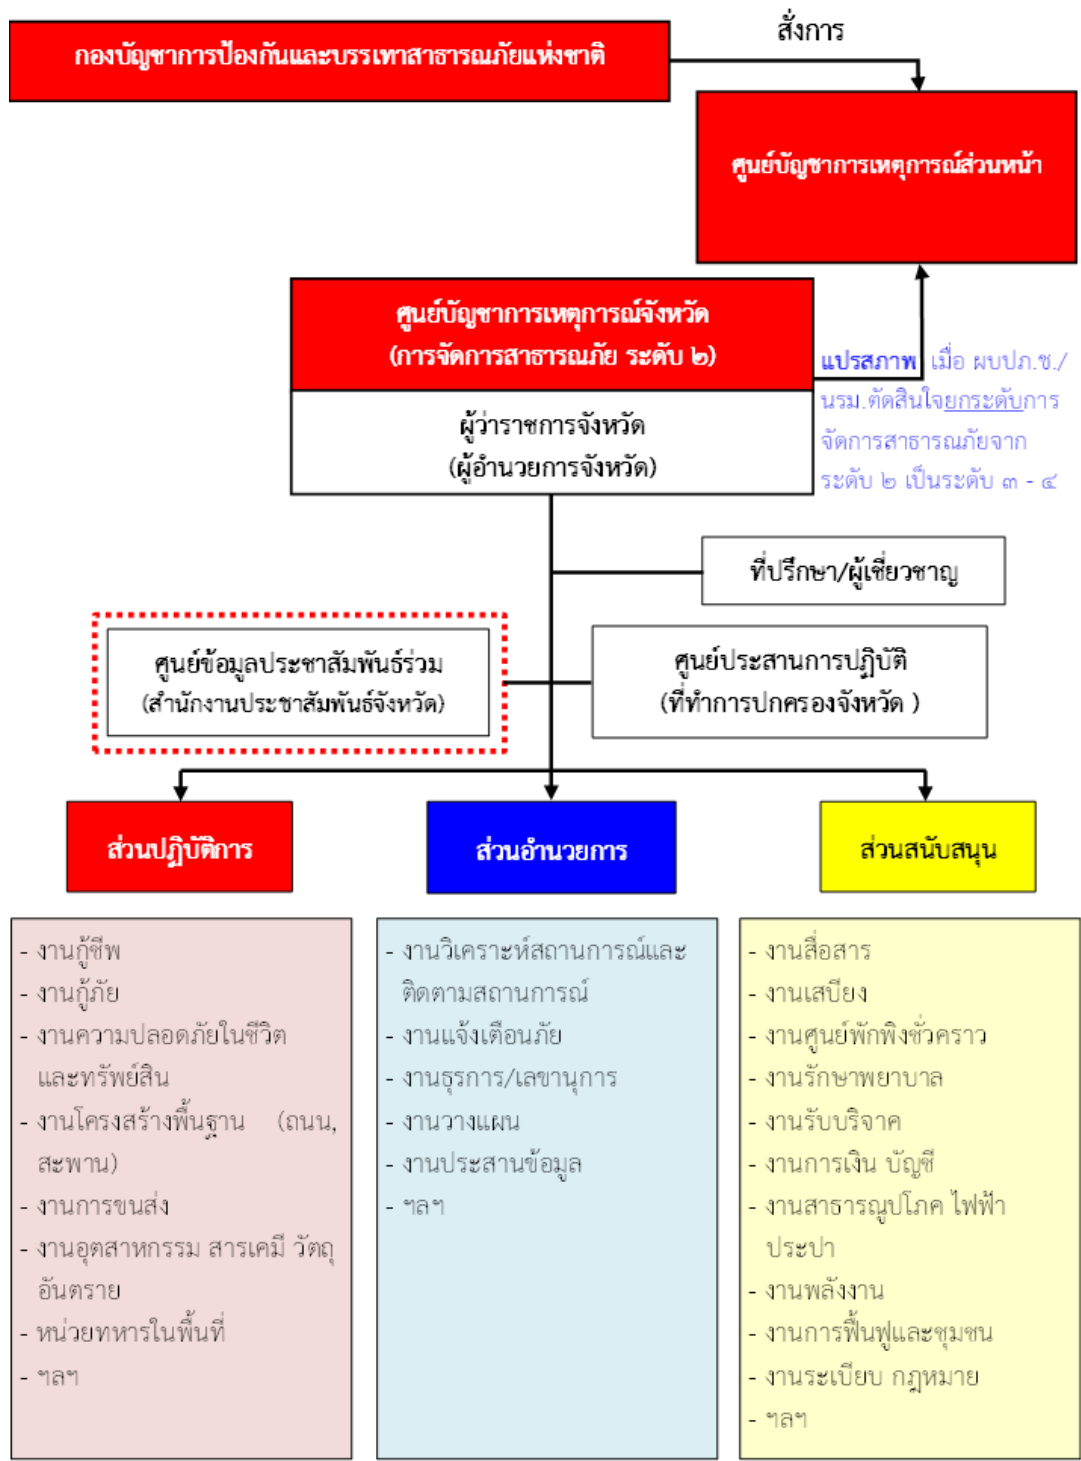 สั่งการ
กองบัญชาการป้องกันและบรรเทาสาธารณภัยแห่งชาติ
ศูนย์บัญชาการเหตุการณ์ส่วนหน้า
ศูนย์บัญชาการเหตุการณ์จังหวัด
(การจัดการสาธารณภัย ระดับ ๒)
ผู้ว่าราชการจังหวัด
(ผู้อำนวยการจังหวัด)
แปรสภาพ เมื่อ ผบปภ.ช./
นรม.ตัดสินใจยกระดับการ
จัดการสาธารณภัยจาก
ระดับ ๒ เป็นระดับ ๓ - ๔
ที่ปรึกษา/ผู้เชี่ยวชาญ
ศูนย์ข้อมูลประชาสัมพันธ์ร่วม
(สำนักงานประชาสัมพันธ์จังหวัด)
ศูนย์ประสานการปฏิบัติ
(ที่ทำการปกครองจังหวัด )
ส่วนปฏิบัติการ
ส่วนอำนวยการ
ส่วนสนับสนุน
- งานกู้ชีพ
- งานกู้ภัย
- งานความปลอดภัยในชีวิต
และทรัพย์สิน
- งานโครงสร้างพื้นฐาน (ถนน,
สะพาน)
- งานการขนส่ง
- งานอุตสาหกรรม สารเคมี วัตถุ
อันตราย
- หน่วยทหารในพื้นที่
- ฯลฯ
- งานวิเคราะห์สถานการณ์และ
ติดตามสถานการณ์
- งานแจ้งเตือนภัย
- งานธุรการ/เลขานุการ
- งานวางแผน
- งานประสานข้อมูล
- ฯลฯ
- งานสื่อสาร
- งานเสบียง
- งานศูนย์พักพิงชั่วคราว
- งานรักษาพยาบาล
- งานรับบริจาค
- งานการเงิน บัญชี
- งานสาธารณูปโภค ไฟฟ้า
ประปา
- งานพลังงาน
- งานการฟื้นฟูและชุมชน
- งานระเบียบ กฎหมาย
- ฯลฯ